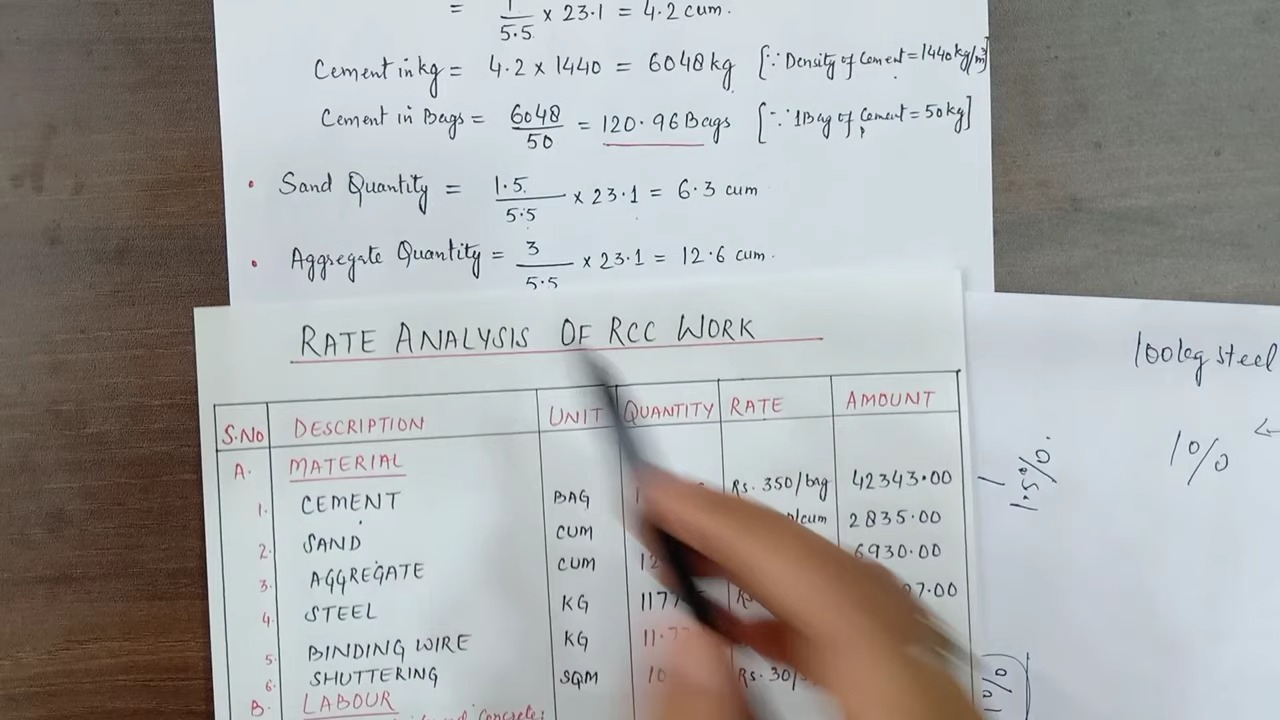 = 1/5.5 × 23.1 = 4.2 cum.
Cement in kg = 4.2 × 1440 = 6048 kg [∵ Density of Cement = 1440 kg/m³]
Cement in Bags = 6048/50 = 120.96 Bags [∵ 1 Bag of Cement = 50 kg]
• Sand Quantity = 1.5/5.5 × 23.1 = 6.3 cum
• Aggregate Quantity = 3/5.5 × 23.1 = 12.6 cum.
RATE ANALYSIS OF RCC WORK
S.NO DESCRIPTION UNIT QUANTITY RATE AMOUNT
A. MATERIAL
1. CEMENT BAG Rs. 350/bag 42343.00
2. SAND CUM /cum 2835.00
3. AGGREGATE CUM 6930.00
4. STEEL KG
5. BINDING WIRE KG
6. SHUTTERING SQM
B. LABOUR
100kg steel
1%
1.5%